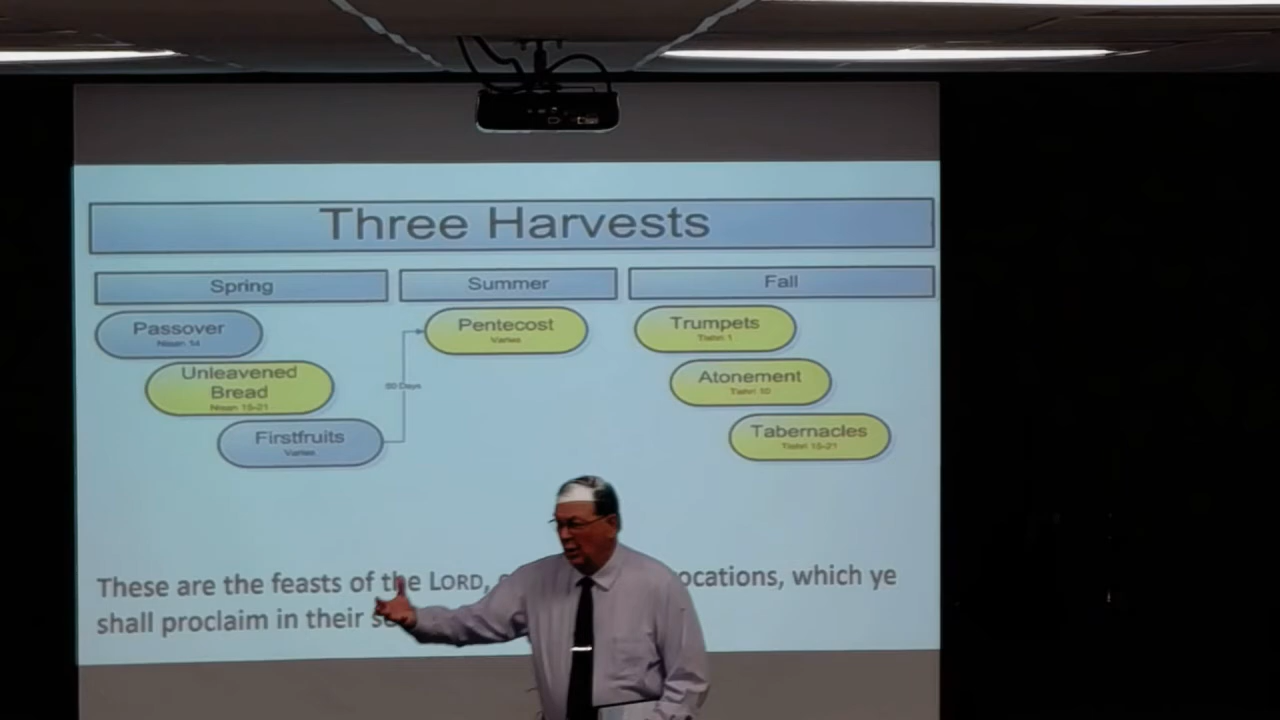 Three Harvests
Spring
Summer
Fall
Passover
Nisan 14
Unleavened
Bread
Nisan 15-21
Firstfruits
Varies
50 Days
Pentecost
Varies
Trumpets
Tishri 1
Atonement
Tishri 10
Tabernacles
Tishri 15-21
These are the feasts of the LORD, ocations, which ye
shall proclaim in their